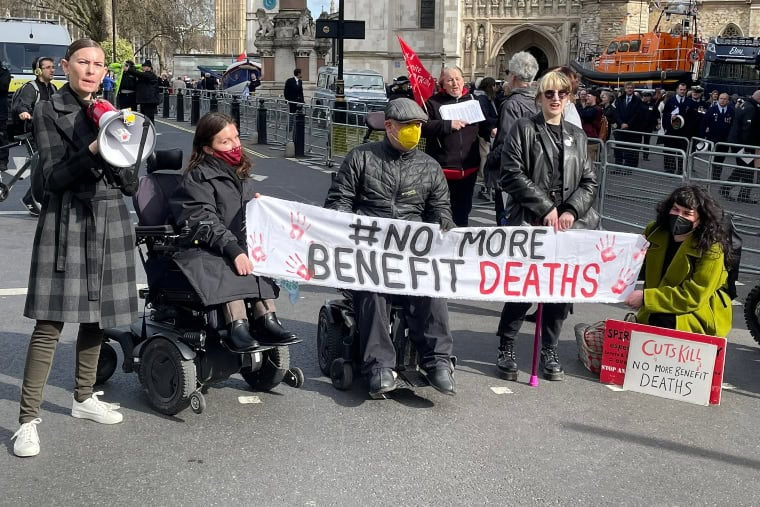 #NO MORE
BENEFIT DEATHS
CUTS KILL
NO MORE BENEFIT
DEATHS